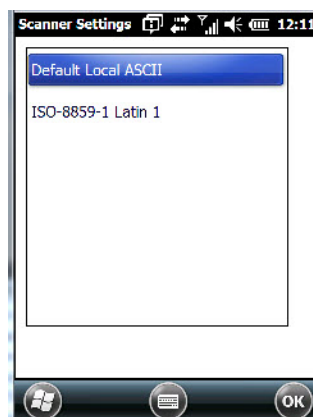 Scanner Settings 12:11
Default Local ASCII
ISO-8859-1 Latin 1
OK